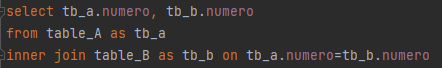 select tb_a.numero, tb_b.numero
from table_A as tb_a
inner join table_B as tb_b on tb_a.numero=tb_b.numero